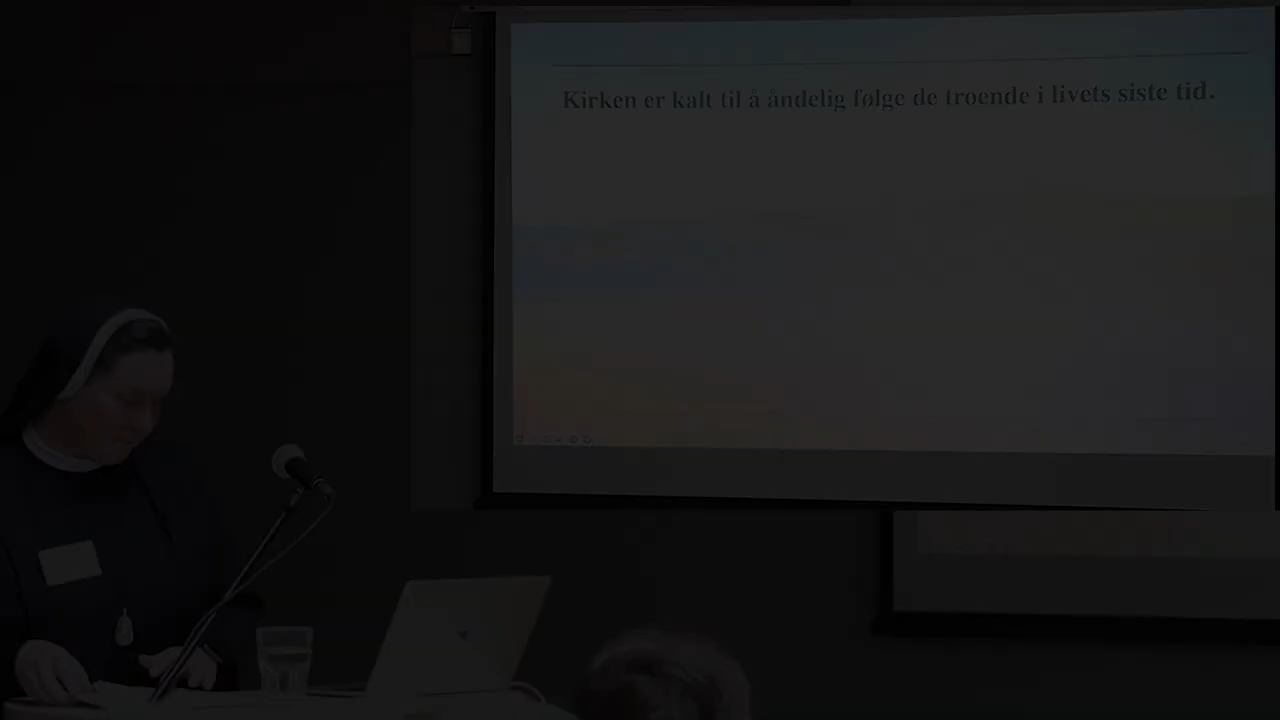 Kirken er kalt til å åndelig følge de troende i livets siste tid.